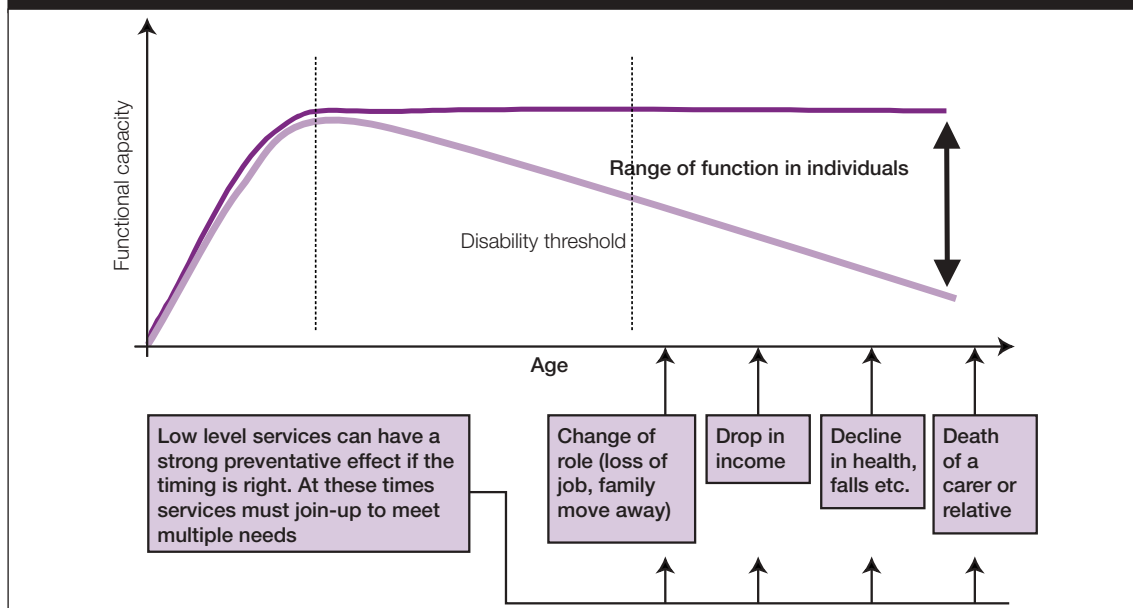 Functional capacity
Range of function in individuals
Disability threshold
Age
Low level services can have a
strong preventative effect if the
timing is right. At these times
services must join-up to meet
multiple needs
Change of
role (loss of
job, family
move away)
Drop in
income
Decline
in health,
falls etc.
Death
of a
carer or
relative